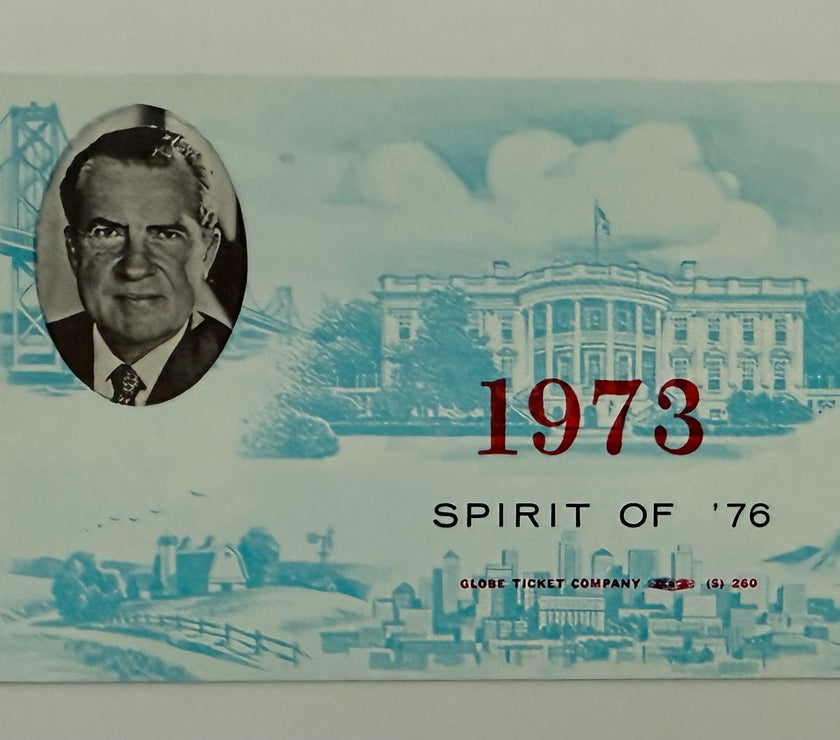 1973
SPIRIT OF '76
GLOBE TICKET COMPANY (S) 260